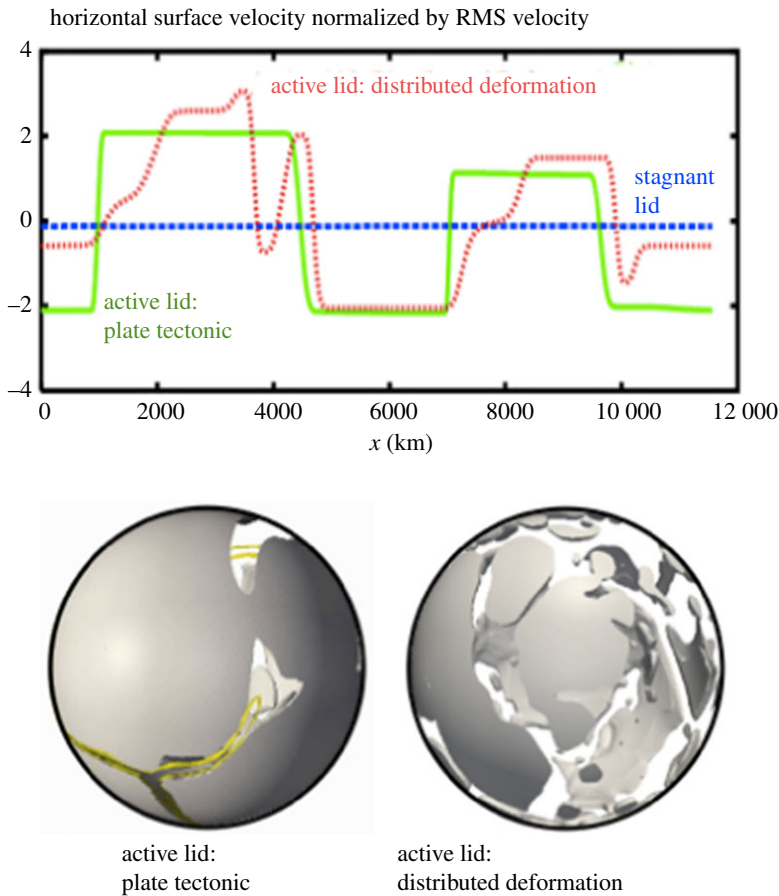 horizontal surface velocity normalized by RMS velocity
4
active lid: distributed deformation
2
stagnant
lid
0
active lid:
plate tectonic
–2
–4
0 2000 4000 6000 8000 10 000 12 000
x (km)
active lid:
plate tectonic
active lid:
distributed deformation